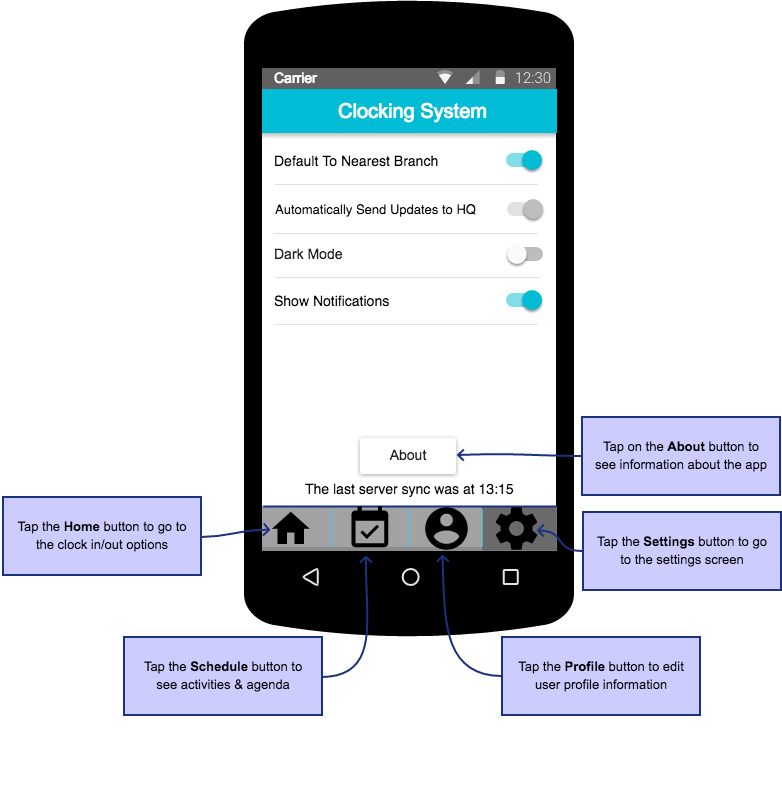 Carrier 12:30
Clocking System
Default To Nearest Branch
Automatically Send Updates to HQ
Dark Mode
Show Notifications
About
The last server sync was at 13:15
Tap on the About button to
see information about the app
Tap the Home button to go to
the clock in/out options
Tap the Settings button to go
to the settings screen
Tap the Schedule button to
see activities & agenda
Tap the Profile button to edit
user profile information